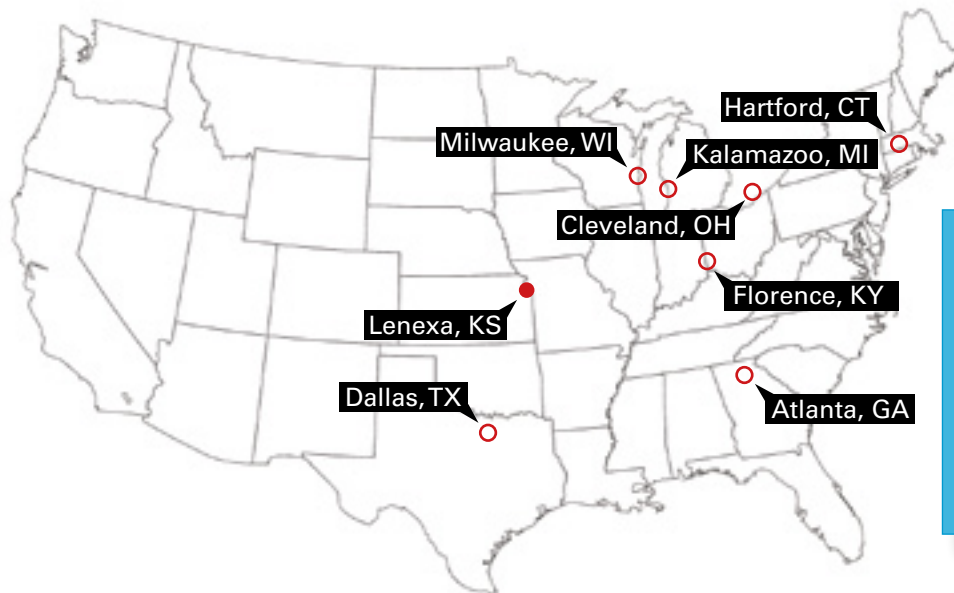 Hartford, CT
Milwaukee, WI
Kalamazoo, MI
Cleveland, OH
Florence, KY
Lenexa, KS
Dallas, TX
Atlanta, GA